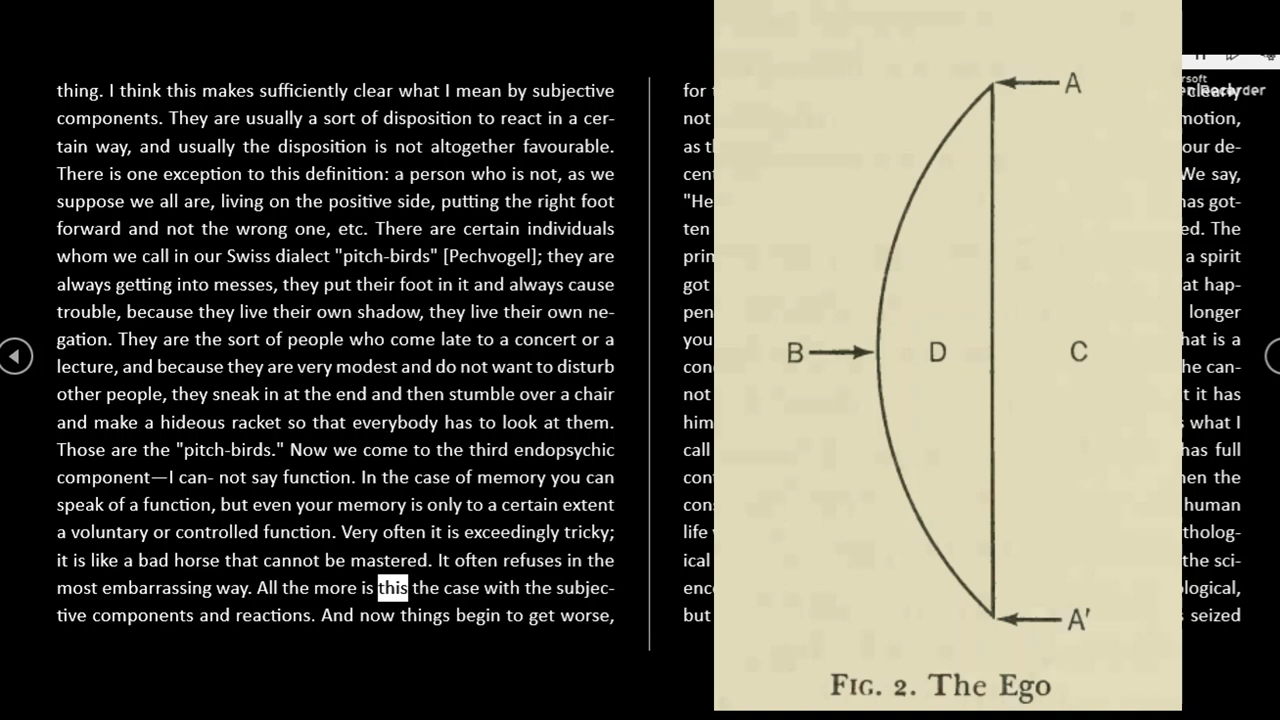 thing. I think this makes sufficiently clear what I mean by subjective
components. They are usually a sort of disposition to react in a cer-
tain way, and usually the disposition is not altogether favourable.
There is one exception to this definition: a person who is not, as we
suppose we all are, living on the positive side, putting the right foot
forward and not the wrong one, etc. There are certain individuals
whom we call in our Swiss dialect "pitch-birds" [Pechvogel]; they are
always getting into messes, they put their foot in it and always cause
trouble, because they live their own shadow, they live their own ne-
gation. They are the sort of people who come late to a concert or a
lecture, and because they are very modest and do not want to disturb
other people, they sneak in at the end and then stumble over a chair
and make a hideous racket so that everybody has to look at them.
Those are the "pitch-birds." Now we come to the third endopsychic
component—I can- not say function. In the case of memory you can
speak of a function, but even your memory is only to a certain extent
a voluntary or controlled function. Very often it is exceedingly tricky;
it is like a bad horse that cannot be mastered. It often refuses in the
most embarrassing way. All the more is this the case with the subjec-
tive components and reactions. And now things begin to get worse,
for
not motion,
as our de-
cent We say,
"He has got-
ten The
a spirit
got hap-
longer
you is a
can-
not it has
him what I
call has full
the
human
life
ical the sci-
but seized
A
B
D
C
A'
FIG. 2. The Ego